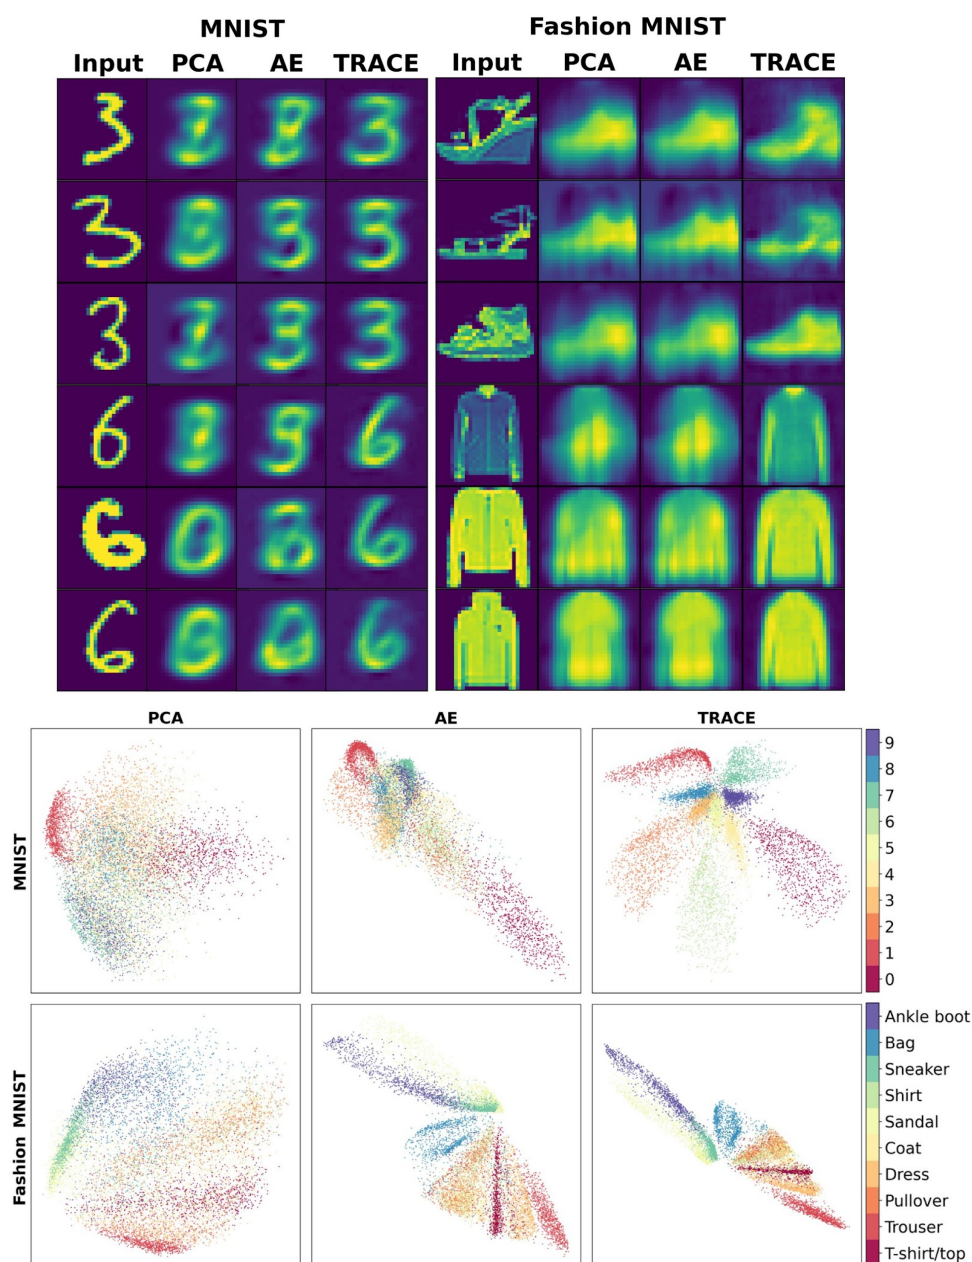 MNIST
Input PCA AE TRACE
Fashion MNIST
Input PCA AE TRACE
PCA AE TRACE
MNIST
9
8
7
6
5
4
3
2
1
0
Fashion MNIST
Ankle boot
Bag
Sneaker
Shirt
Sandal
Coat
Dress
Pullover
Trouser
T-shirt/top